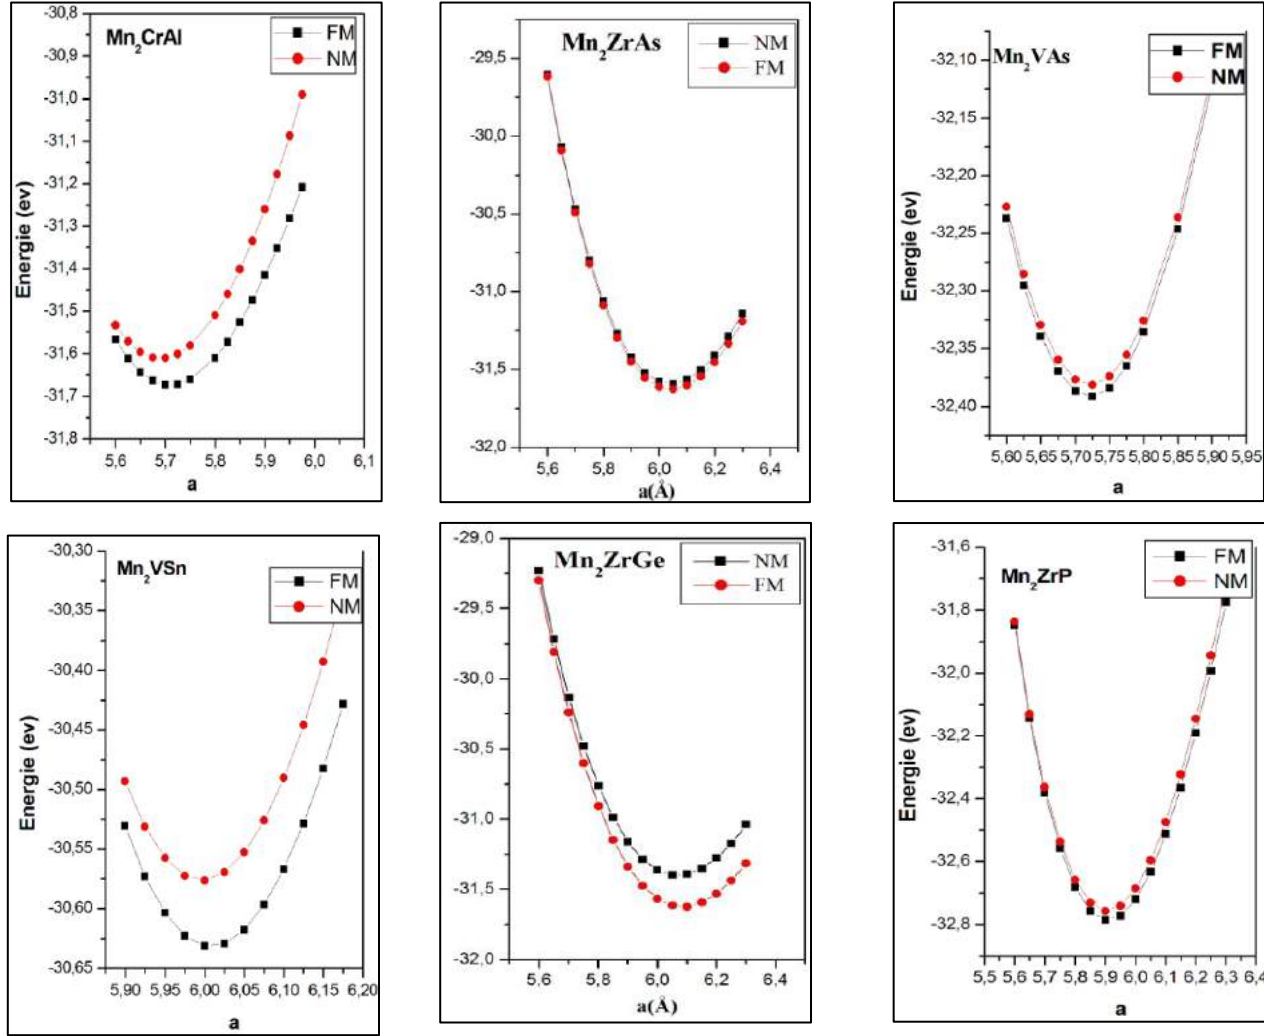 Mn2CrAl
FM
NM
-30,8
-30,9
-31,0
-31,1
-31,2
-31,3
-31,4
-31,5
-31,6
-31,7
-31,8
Energie (ev)
5,6 5,7 5,8 5,9 6,0 6,1
a
Mn2ZrAs
NM
FM
-29,5
-30,0
-30,5
-31,0
-31,5
-32,0
5,6 5,8 6,0 6,2 6,4
a(Å)
Mn2VAs
FM
NM
-32,10
-32,15
-32,20
-32,25
-32,30
-32,35
-32,40
Energie (ev)
5,60 5,65 5,70 5,75 5,80 5,85 5,90 5,95
a
Mn2VSn
FM
NM
-30,30
-30,35
-30,40
-30,45
-30,50
-30,55
-30,60
-30,65
Energie (ev)
5,90 5,95 6,00 6,05 6,10 6,15 6,20
a
Mn2ZrGe
NM
FM
-29,0
-29,5
-30,0
-30,5
-31,0
-31,5
-32,0
5,6 5,8 6,0 6,2 6,4
a(Å)
Mn2ZrP
FM
NM
-31,6
-31,8
-32,0
-32,2
-32,4
-32,6
-32,8
Energie (ev)
5,5 5,6 5,7 5,8 5,9 6,0 6,1 6,2 6,3 6,4
a